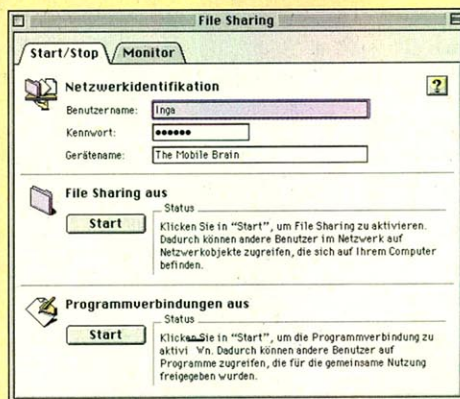 File Sharing
Start/Stop Monitor
Netzwerkidentifikation
?
Benutzername: Inga
Kennwort: ••••••
Gerätename: The Mobile Brain
File Sharing aus
Status
Start
Klicken Sie in “Start”, um File Sharing zu aktivieren.
Dadurch können andere Benutzer im Netzwerk auf
Netzwerkobjekte zugreifen, die sich auf Ihrem Computer
befinden.
Programmverbindungen aus
Status
Start
Klicken Sie in “Start”, um die Programmverbindung zu
aktivi Wn. Dadurch können andere Benutzer auf
Programme zugreifen, die für die gemeinsame Nutzung
freigegeben wurden.